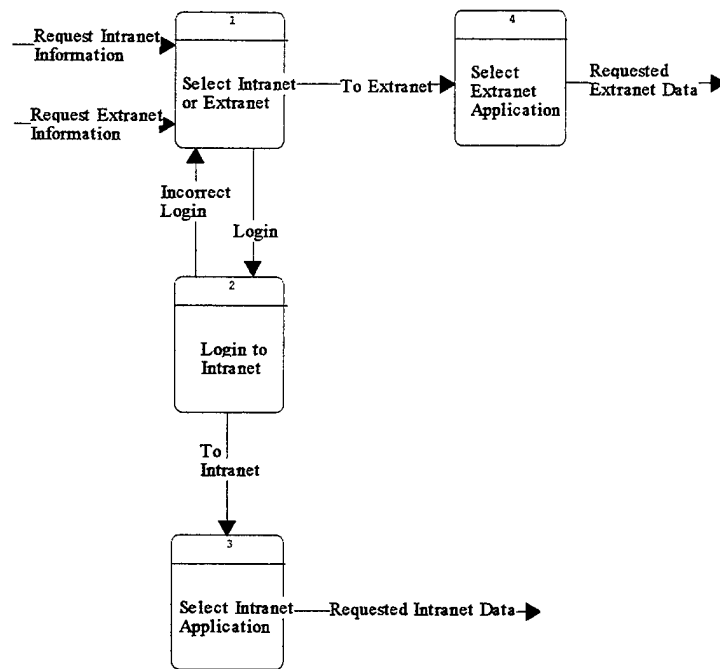 1
4
Request Intranet
Information
Select Intranet
or Extranet
To Extranet
Select
Extranet
Application
Requested
Extranet Data
Request Extranet
Information
Incorrect
Login
Login
2
Login to
Intranet
To
Intranet
3
Select Intranet
Application
Requested Intranet Data